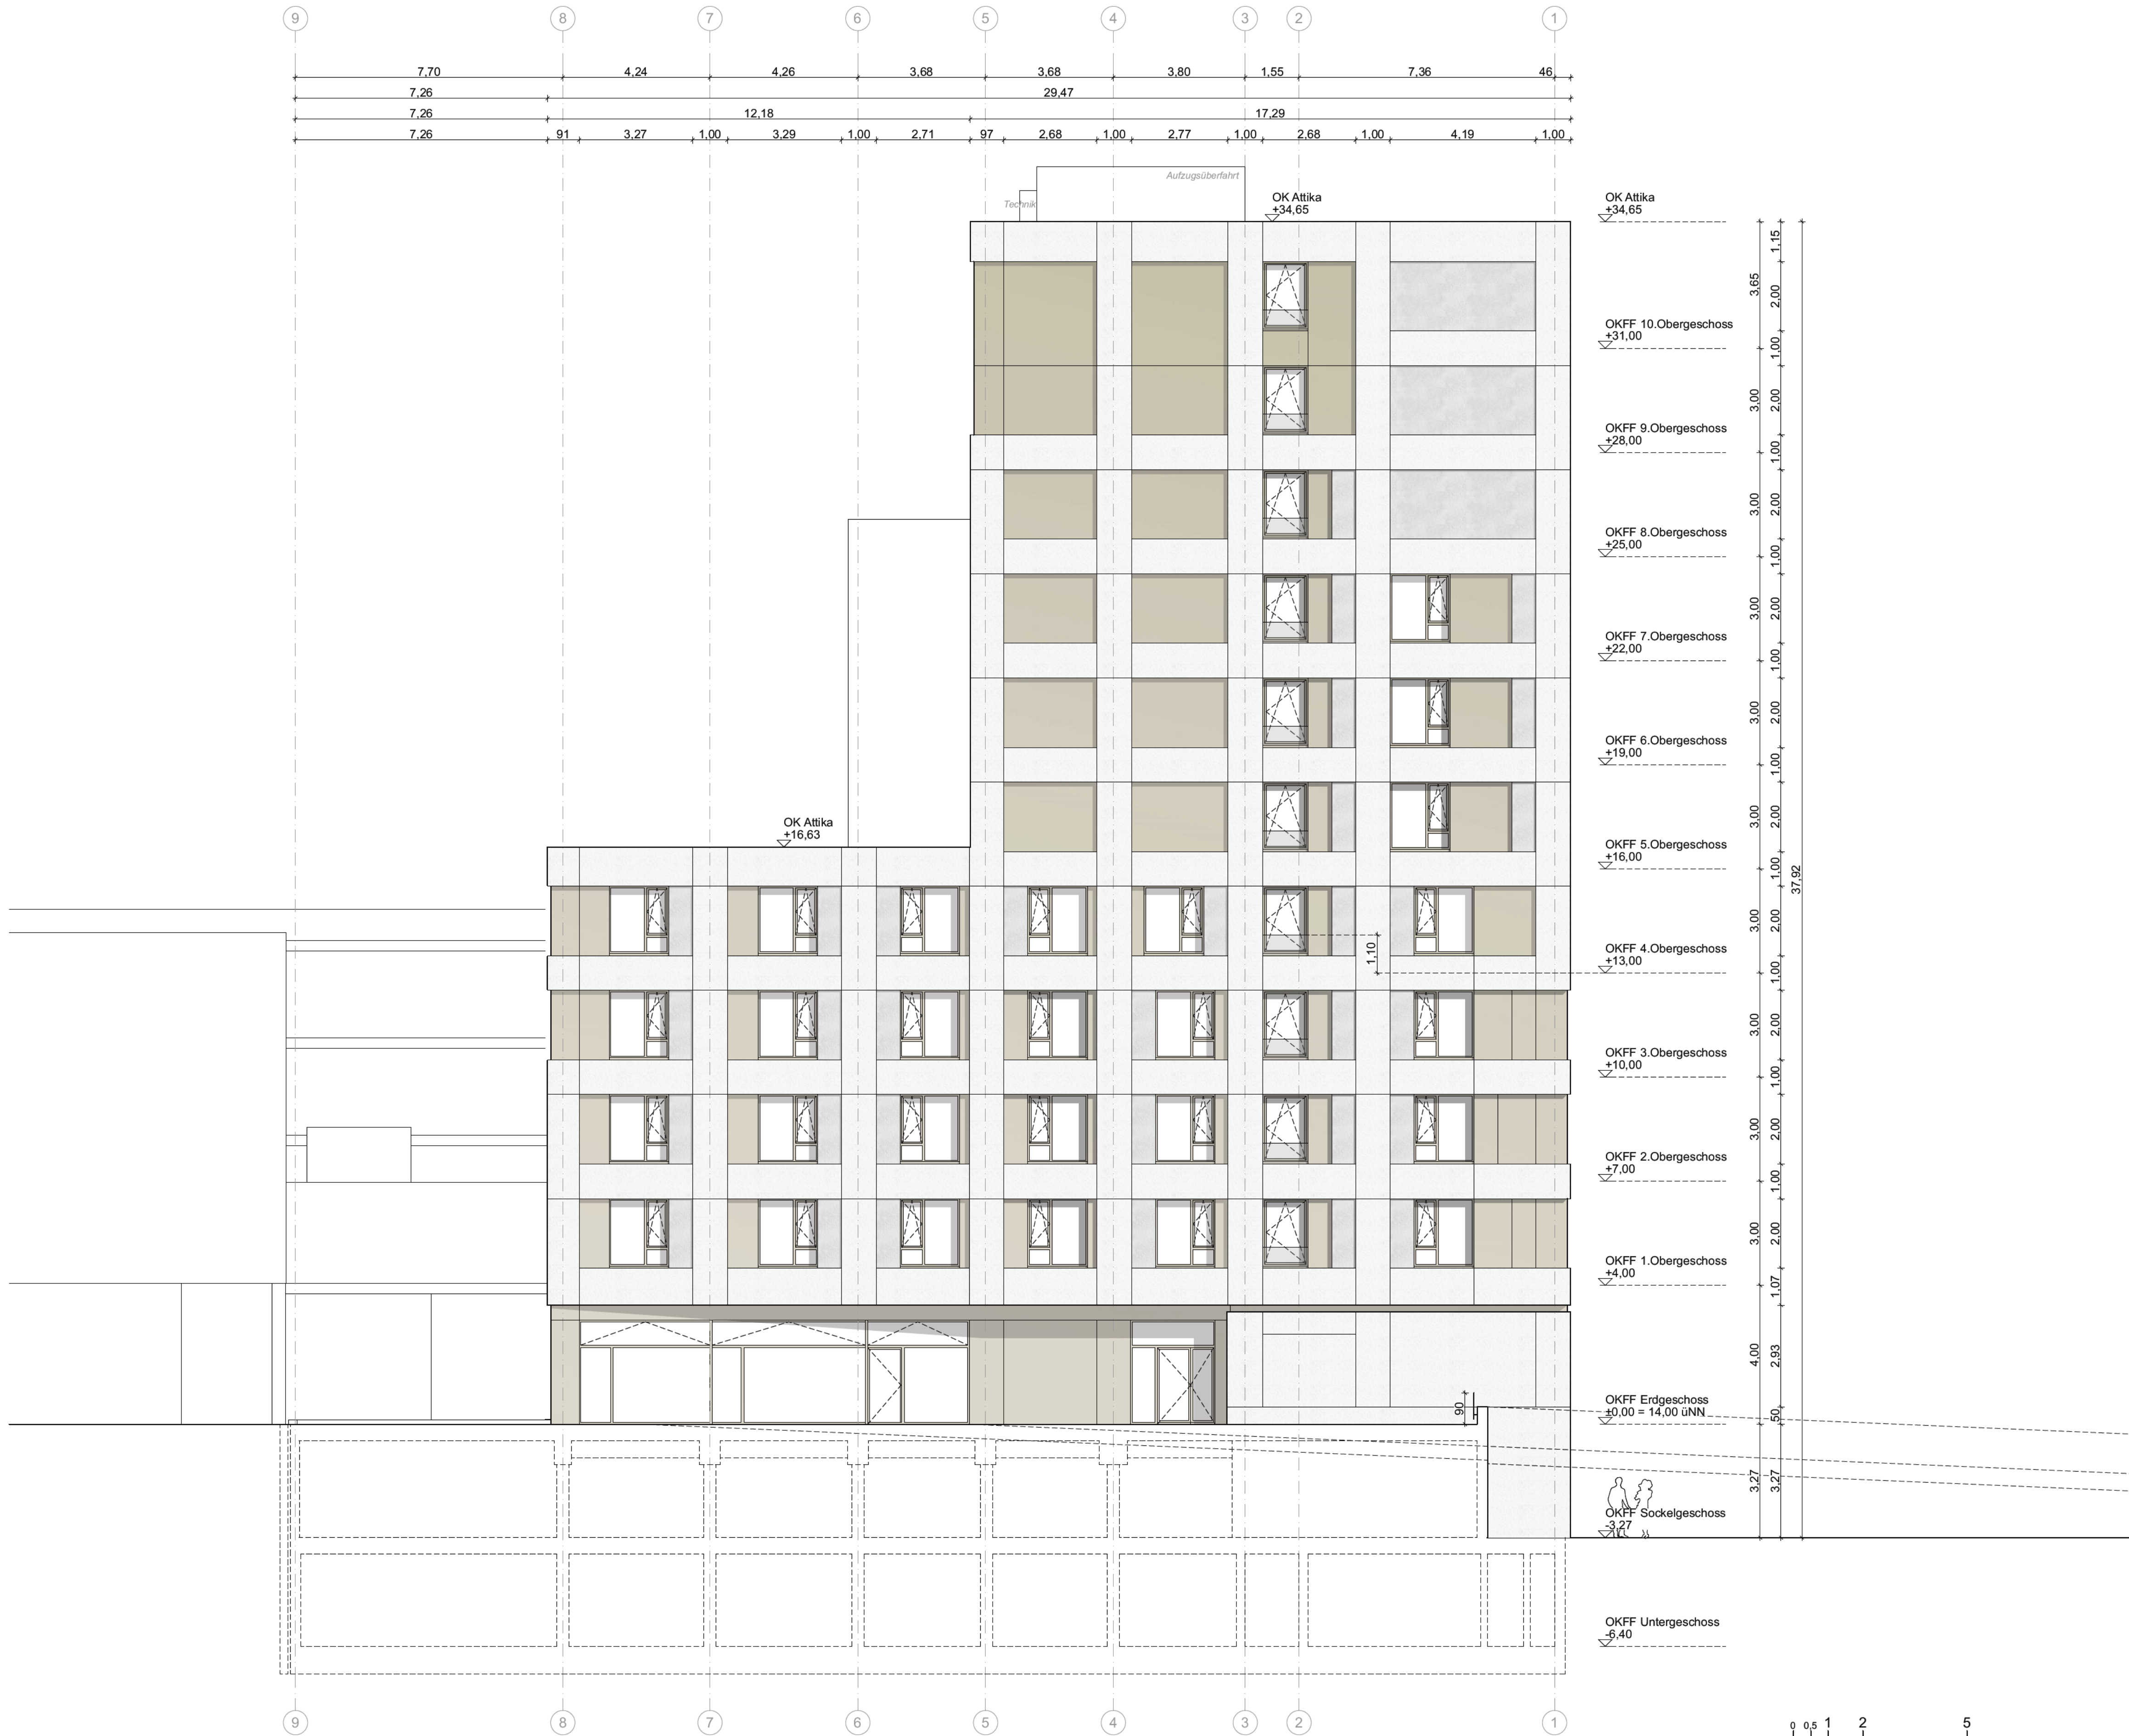 9 8 7 6 5 4 3 2 1
7,70 4,24 4,26 3,68 3,68 3,80 1,55 7,36 46
7,26 29,47
7,26 12,18 17,29
7,26 91 3,27 1,00 3,29 1,00 2,71 97 2,68 1,00 2,77 1,00 2,68 1,00 4,19 1,00
Aufzugsüberfahrt
Technik
OK Attika
+34,65
OK Attika
+34,65
OKFF 10.Obergeschoss
+31,00
OKFF 9.Obergeschoss
+28,00
OKFF 8.Obergeschoss
+25,00
OKFF 7.Obergeschoss
+22,00
OKFF 6.Obergeschoss
+19,00
OK Attika
+16,63
OKFF 5.Obergeschoss
+16,00
1,10
OKFF 4.Obergeschoss
+13,00
OKFF 3.Obergeschoss
+10,00
OKFF 2.Obergeschoss
+7,00
OKFF 1.Obergeschoss
+4,00
90
OKFF Erdgeschoss
±0,00 = 14,00 üNN
OKFF Sockelgeschoss
-3,27
OKFF Untergeschoss
-6,40
3,65 3,00 3,00 3,00 3,00 3,00 3,00 3,00 3,00 3,00 4,00 3,27
1,15 2,00 1,00 2,00 1,00 2,00 1,00 2,00 1,00 2,00 1,00 2,00 1,00 2,00 1,00 2,00 1,00 2,00 1,00 2,00 1,07 2,93 50 3,27
37,92
9 8 7 6 5 4 3 2 1
0 0,5 1 2 5